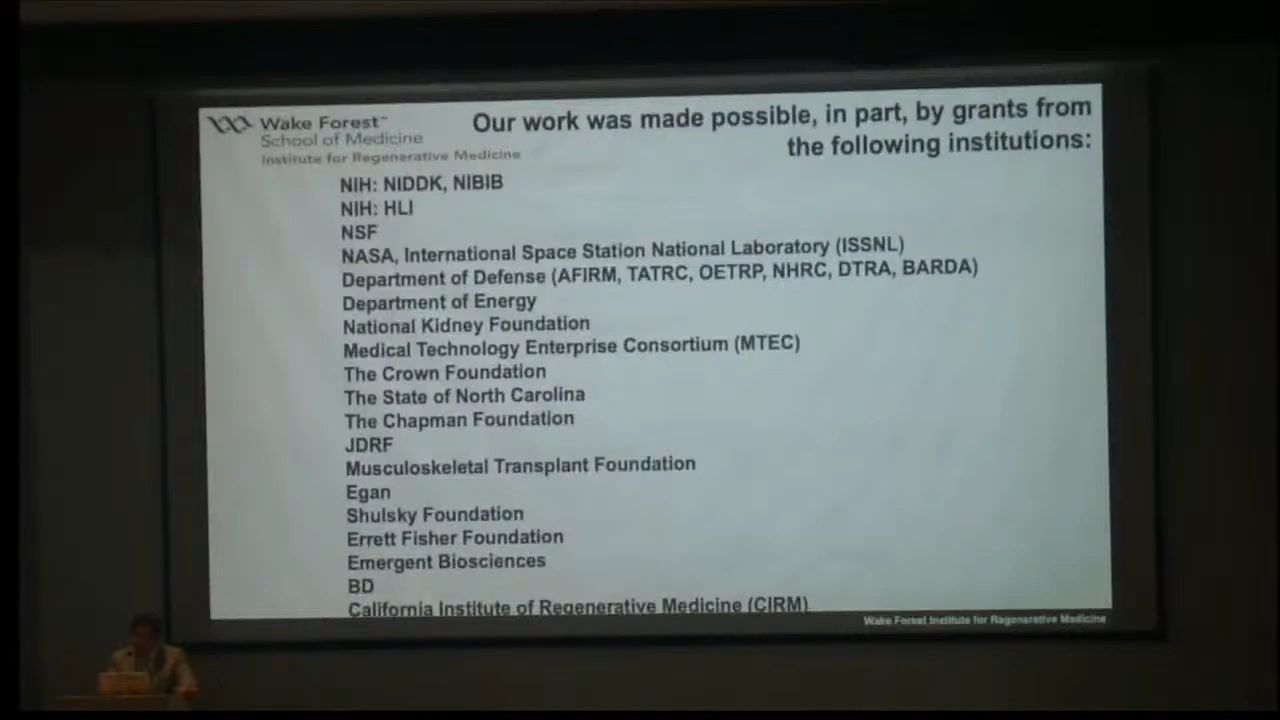 Wake Forest™
School of Medicine
Institute for Regenerative Medicine
Our work was made possible, in part, by grants from
the following institutions:
NIH: NIDDK, NIBIB
NIH: HLI
NSF
NASA, International Space Station National Laboratory (ISSNL)
Department of Defense (AFIRM, TATRC, OETRP, NHRC, DTRA, BARDA)
Department of Energy
National Kidney Foundation
Medical Technology Enterprise Consortium (MTEC)
The Crown Foundation
The State of North Carolina
The Chapman Foundation
JDRF
Musculoskeletal Transplant Foundation
Egan
Shulsky Foundation
Errett Fisher Foundation
Emergent Biosciences
BD
California Institute of Regenerative Medicine (CIRM)
Wake Forest Institute for Regenerative Medicine